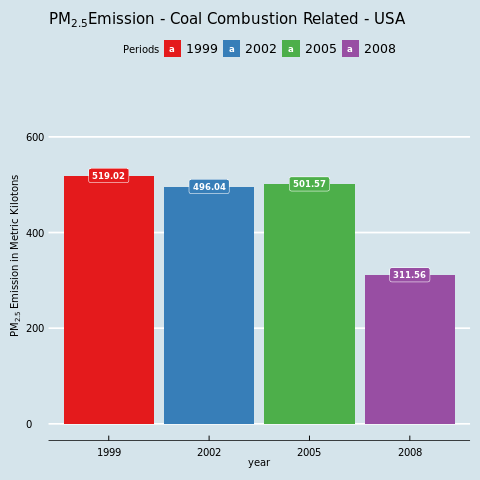 PM2.5Emission - Coal Combustion Related - USA
Periods a 1999 a 2002 a 2005 a 2008
PM2.5 Emission in Metric Kilotons
600
400
200
0
519.02
496.04
501.57
311.56
1999 2002 2005 2008
year